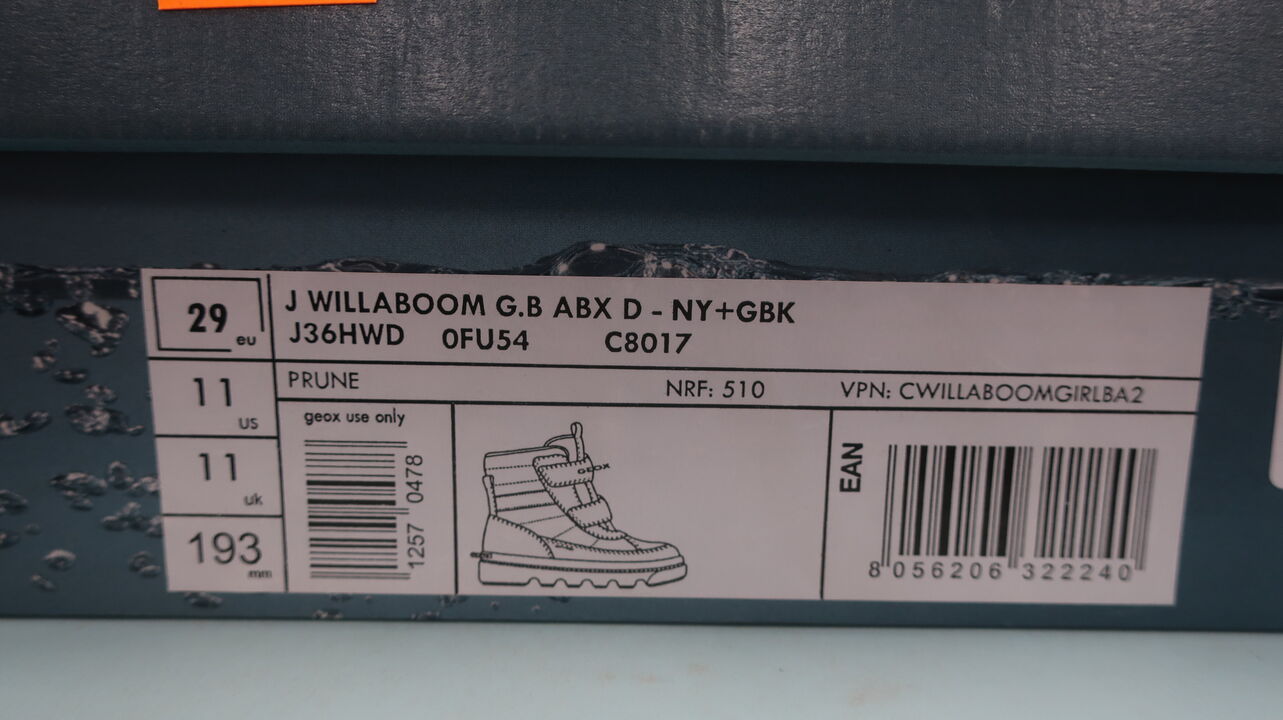 29 eu
J WILLABOOM G.B ABX D - NY+GBK
J36HWD 0FU54 C8017
11 US
PRUNE NRF: 510 VPN: CWILLABOOMGIRLBA2
geox use only
11 uk
193 mm
1257 0478
GEOX
EAN
8 056206 322240